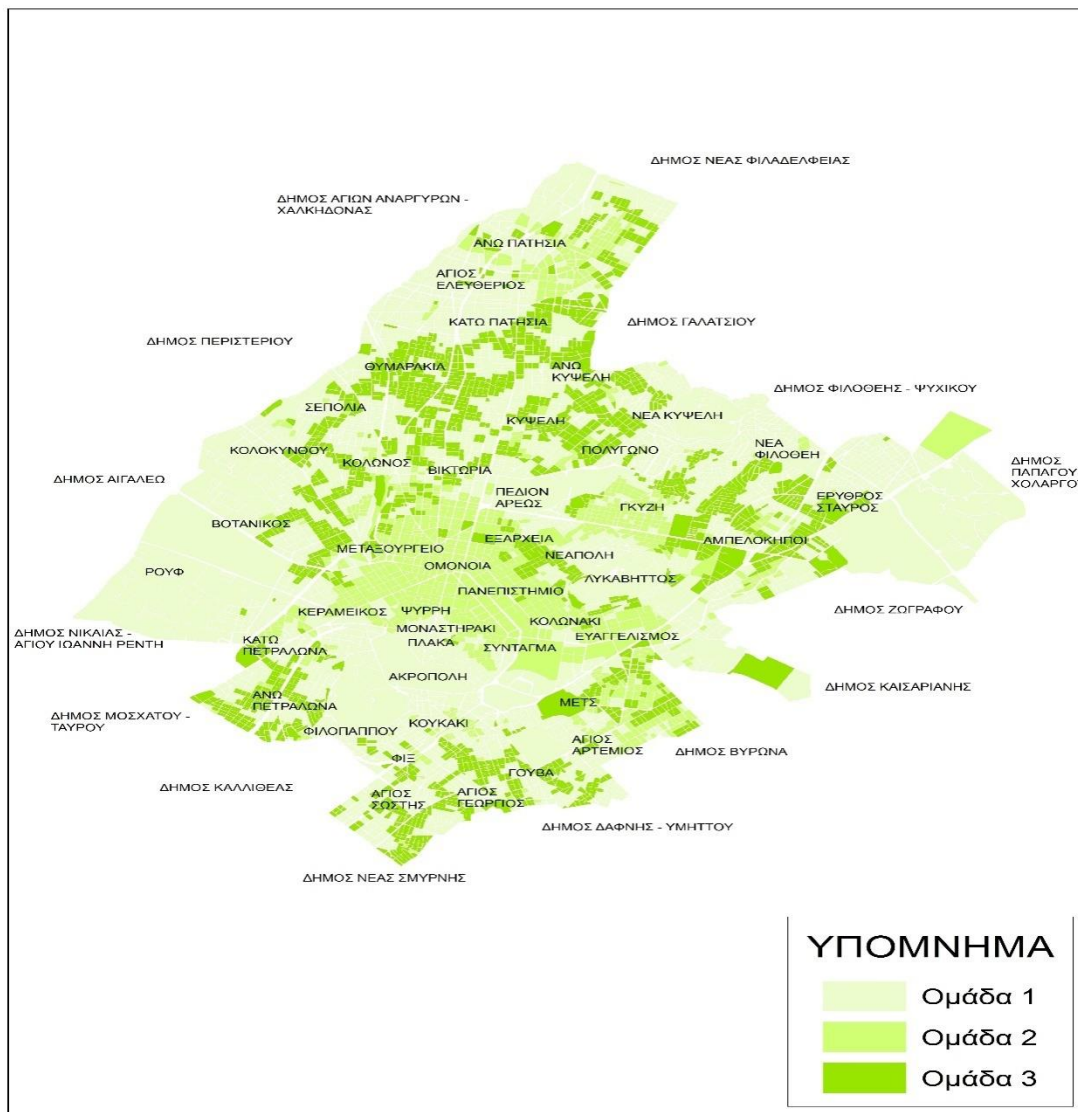 ΔΗΜΟΣ ΝΕΑΣ ΦΙΛΑΔΕΛΦΕΙΑΣ
ΔΗΜΟΣ ΑΓΙΩΝ ΑΝΑΡΓΥΡΩΝ -
ΧΑΛΚΗΔΟΝΑΣ
ΑΝΩ ΠΑΤΗΣΙΑ
ΑΓΙΟΣ
ΕΛΕΥΘΕΡΙΟΣ
ΚΑΤΩ ΠΑΤΗΣΙΑ
ΔΗΜΟΣ ΓΑΛΑΤΣΙΟΥ
ΔΗΜΟΣ ΠΕΡΙΣΤΕΡΙΟΥ
ΘΥΜΑΡΑΚΙΑ
ΑΝΩ
ΚΥΨΕΛΗ
ΔΗΜΟΣ ΦΙΛΟΘΕΗΣ - ΨΥΧΙΚΟΥ
ΣΕΠΟΛΙΑ
ΚΥΨΕΛΗ
ΝΕΑ ΚΥΨΕΛΗ
ΚΟΛΟΚΥΝΘΟΥ
ΠΟΛΥΓΩΝΟ
ΝΕΑ
ΦΙΛΟΘΕΗ
ΔΗΜΟΣ
ΠΑΠΑΓΟΥ
ΧΟΛΑΡΓΟΥ
ΚΟΛΩΝΟΣ
ΒΙΚΤΩΡΙΑ
ΔΗΜΟΣ ΑΙΓΑΛΕΩ
ΠΕΔΙΟΝ
ΑΡΕΩΣ
ΓΚΥΖΗ
ΕΡΥΘΡΟΣ
ΣΤΑΥΡΟΣ
ΒΟΤΑΝΙΚΟΣ
ΕΞΑΡΧΕΙΑ
ΑΜΠΕΛΟΚΗΠΟΙ
ΜΕΤΑΞΟΥΡΓΕΙΟ
ΝΕΑΠΟΛΗ
ΟΜΟΝΟΙΑ
ΡΟΥΦ
ΛΥΚΑΒΗΤΤΟΣ
ΠΑΝΕΠΙΣΤΗΜΙΟ
ΔΗΜΟΣ ΖΩΓΡΑΦΟΥ
ΚΕΡΑΜΕΙΚΟΣ
ΨΥΡΡΗ
ΚΟΛΩΝΑΚΙ
ΜΟΝΑΣΤΗΡΑΚΙ
ΕΥΑΓΓΕΛΙΣΜΟΣ
ΔΗΜΟΣ ΝΙΚΑΙΑΣ -
ΑΓΙΟΥ ΙΩΑΝΝΗ ΡΕΝΤΗ
ΚΑΤΩ
ΠΕΤΡΑΛΩΝΑ
ΠΛΑΚΑ
ΣΥΝΤΑΓΜΑ
ΑΚΡΟΠΟΛΗ
ΔΗΜΟΣ ΚΑΙΣΑΡΙΑΝΗΣ
ΑΝΩ
ΠΕΤΡΑΛΩΝΑ
ΜΕΤΣ
ΔΗΜΟΣ ΜΟΣΧΑΤΟΥ -
ΤΑΥΡΟΥ
ΦΙΛΟΠΑΠΠΟΥ
ΚΟΥΚΑΚΙ
ΑΓΙΟΣ
ΑΡΤΕΜΙΟΣ
ΔΗΜΟΣ ΒΥΡΩΝΑ
ΦΙΞ
ΓΟΥΒΑ
ΔΗΜΟΣ ΚΑΛΛΙΘΕΑΣ
ΑΓΙΟΣ
ΣΩΣΤΗΣ
ΑΓΙΟΣ
ΓΕΩΡΓΙΟΣ
ΔΗΜΟΣ ΔΑΦΝΗΣ - ΥΜΗΤΤΟΥ
ΔΗΜΟΣ ΝΕΑΣ ΣΜΥΡΝΗΣ
ΥΠΟΜΝΗΜΑ
Ομάδα 1
Ομάδα 2
Ομάδα 3